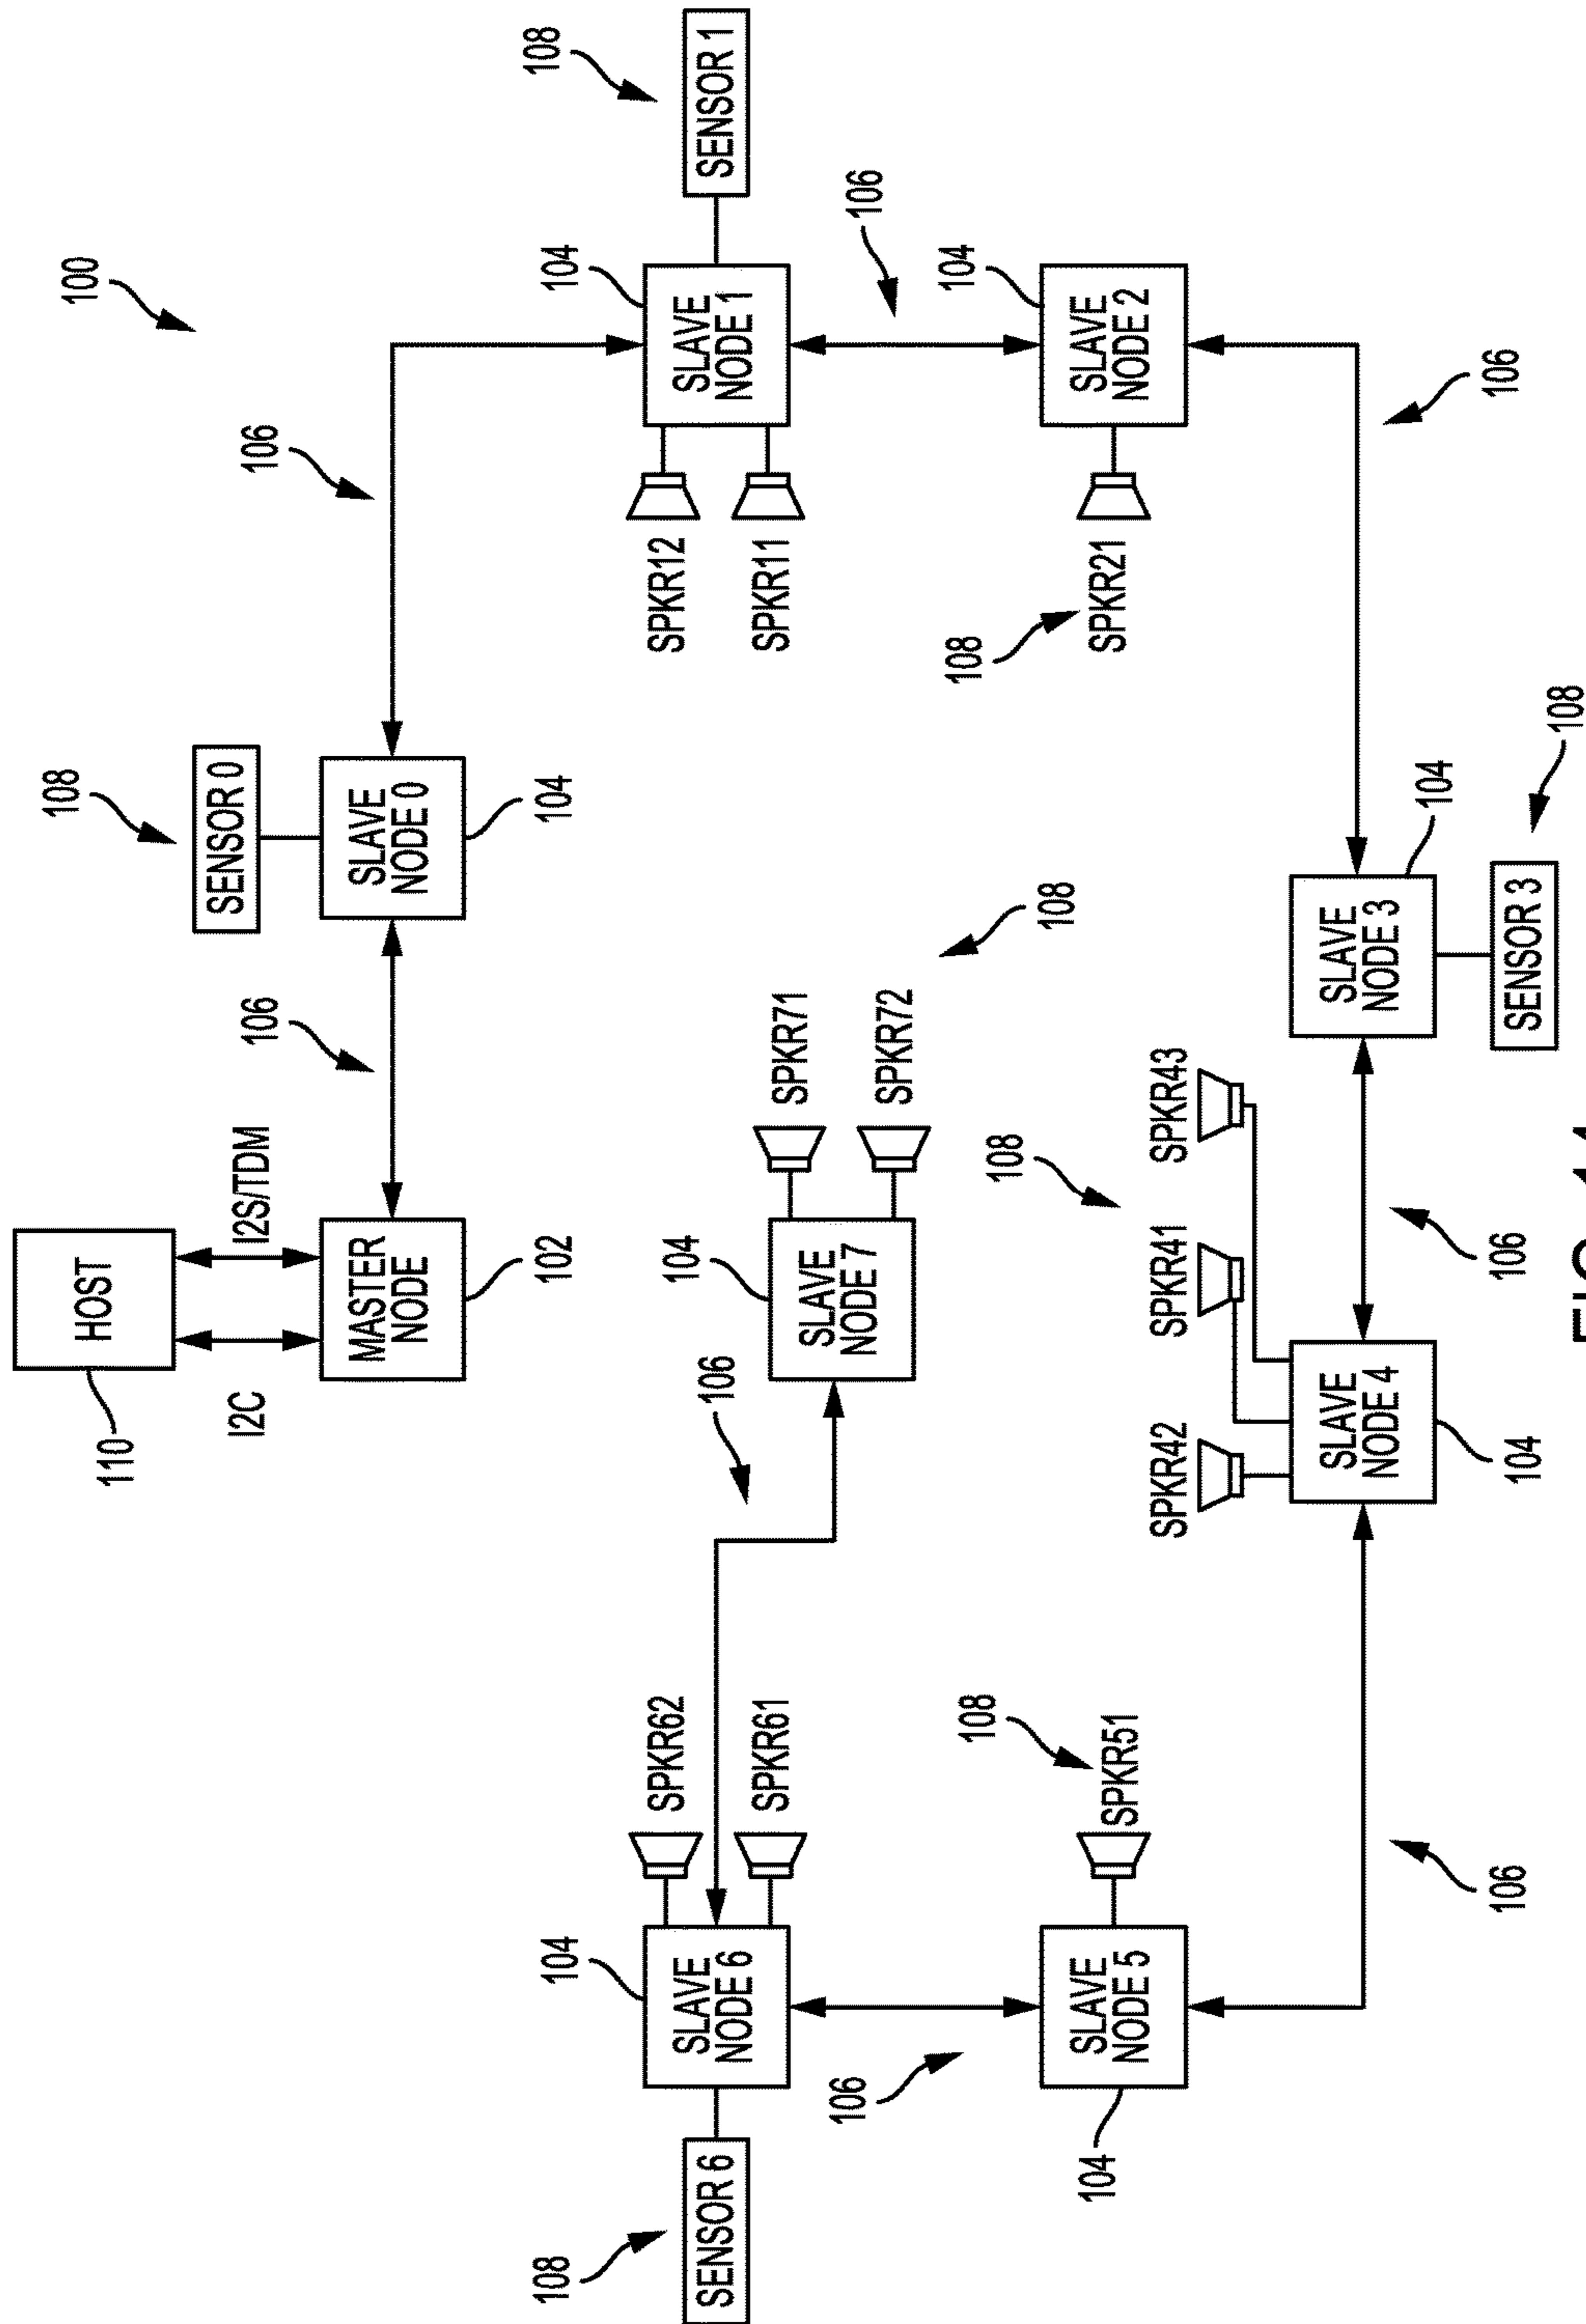 100
HOST
110
I2C
I2S/TDM
MASTER
NODE
102
106
108
SENSOR 0
SLAVE
NODE 0
104
106
108
SENSOR 6
104
SLAVE
NODE 6
SPKR62
SPKR61
106
104
SLAVE
NODE 7
SPKR71
SPKR72
108
SPKR12
SPKR11
104
SLAVE
NODE 1
108
SENSOR 1
106
104
SLAVE
NODE 5
108
SPKR51
106
108
SPKR42
SPKR41
SPKR43
SLAVE
NODE 4
104
106
104
SLAVE
NODE 3
SENSOR 3
108
108
SPKR21
104
SLAVE
NODE 2
106
106